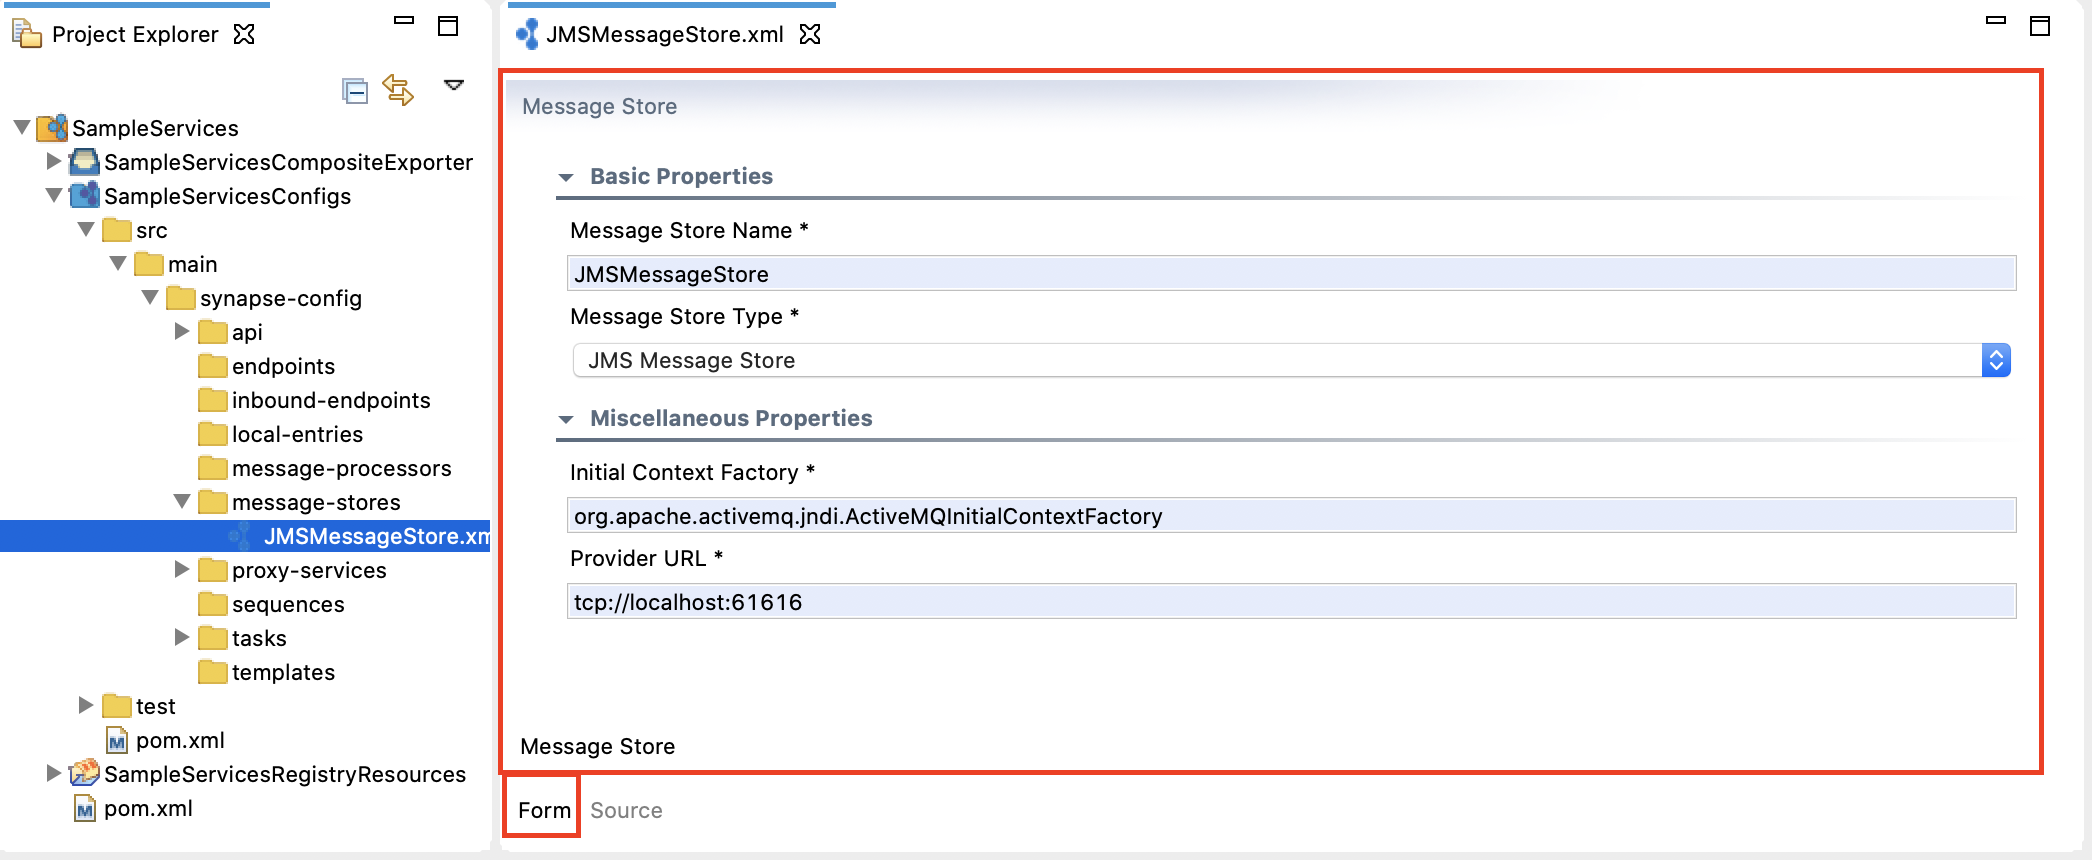 Project Explorer
SampleServices
SampleServicesCompositeExporter
SampleServicesConfigs
src
main
synapse-config
api
endpoints
inbound-endpoints
local-entries
message-processors
message-stores
JMSMessageStore.xm
proxy-services
sequences
tasks
templates
test
pom.xml
SampleServicesRegistryResources
pom.xml
JMSMessageStore.xml
Message Store
Basic Properties
Message Store Name *
JMSMessageStore
Message Store Type *
JMS Message Store
Miscellaneous Properties
Initial Context Factory *
org.apache.activemq.jndi.ActiveMQInitialContextFactory
Provider URL *
tcp://localhost:61616
Message Store
Form Source